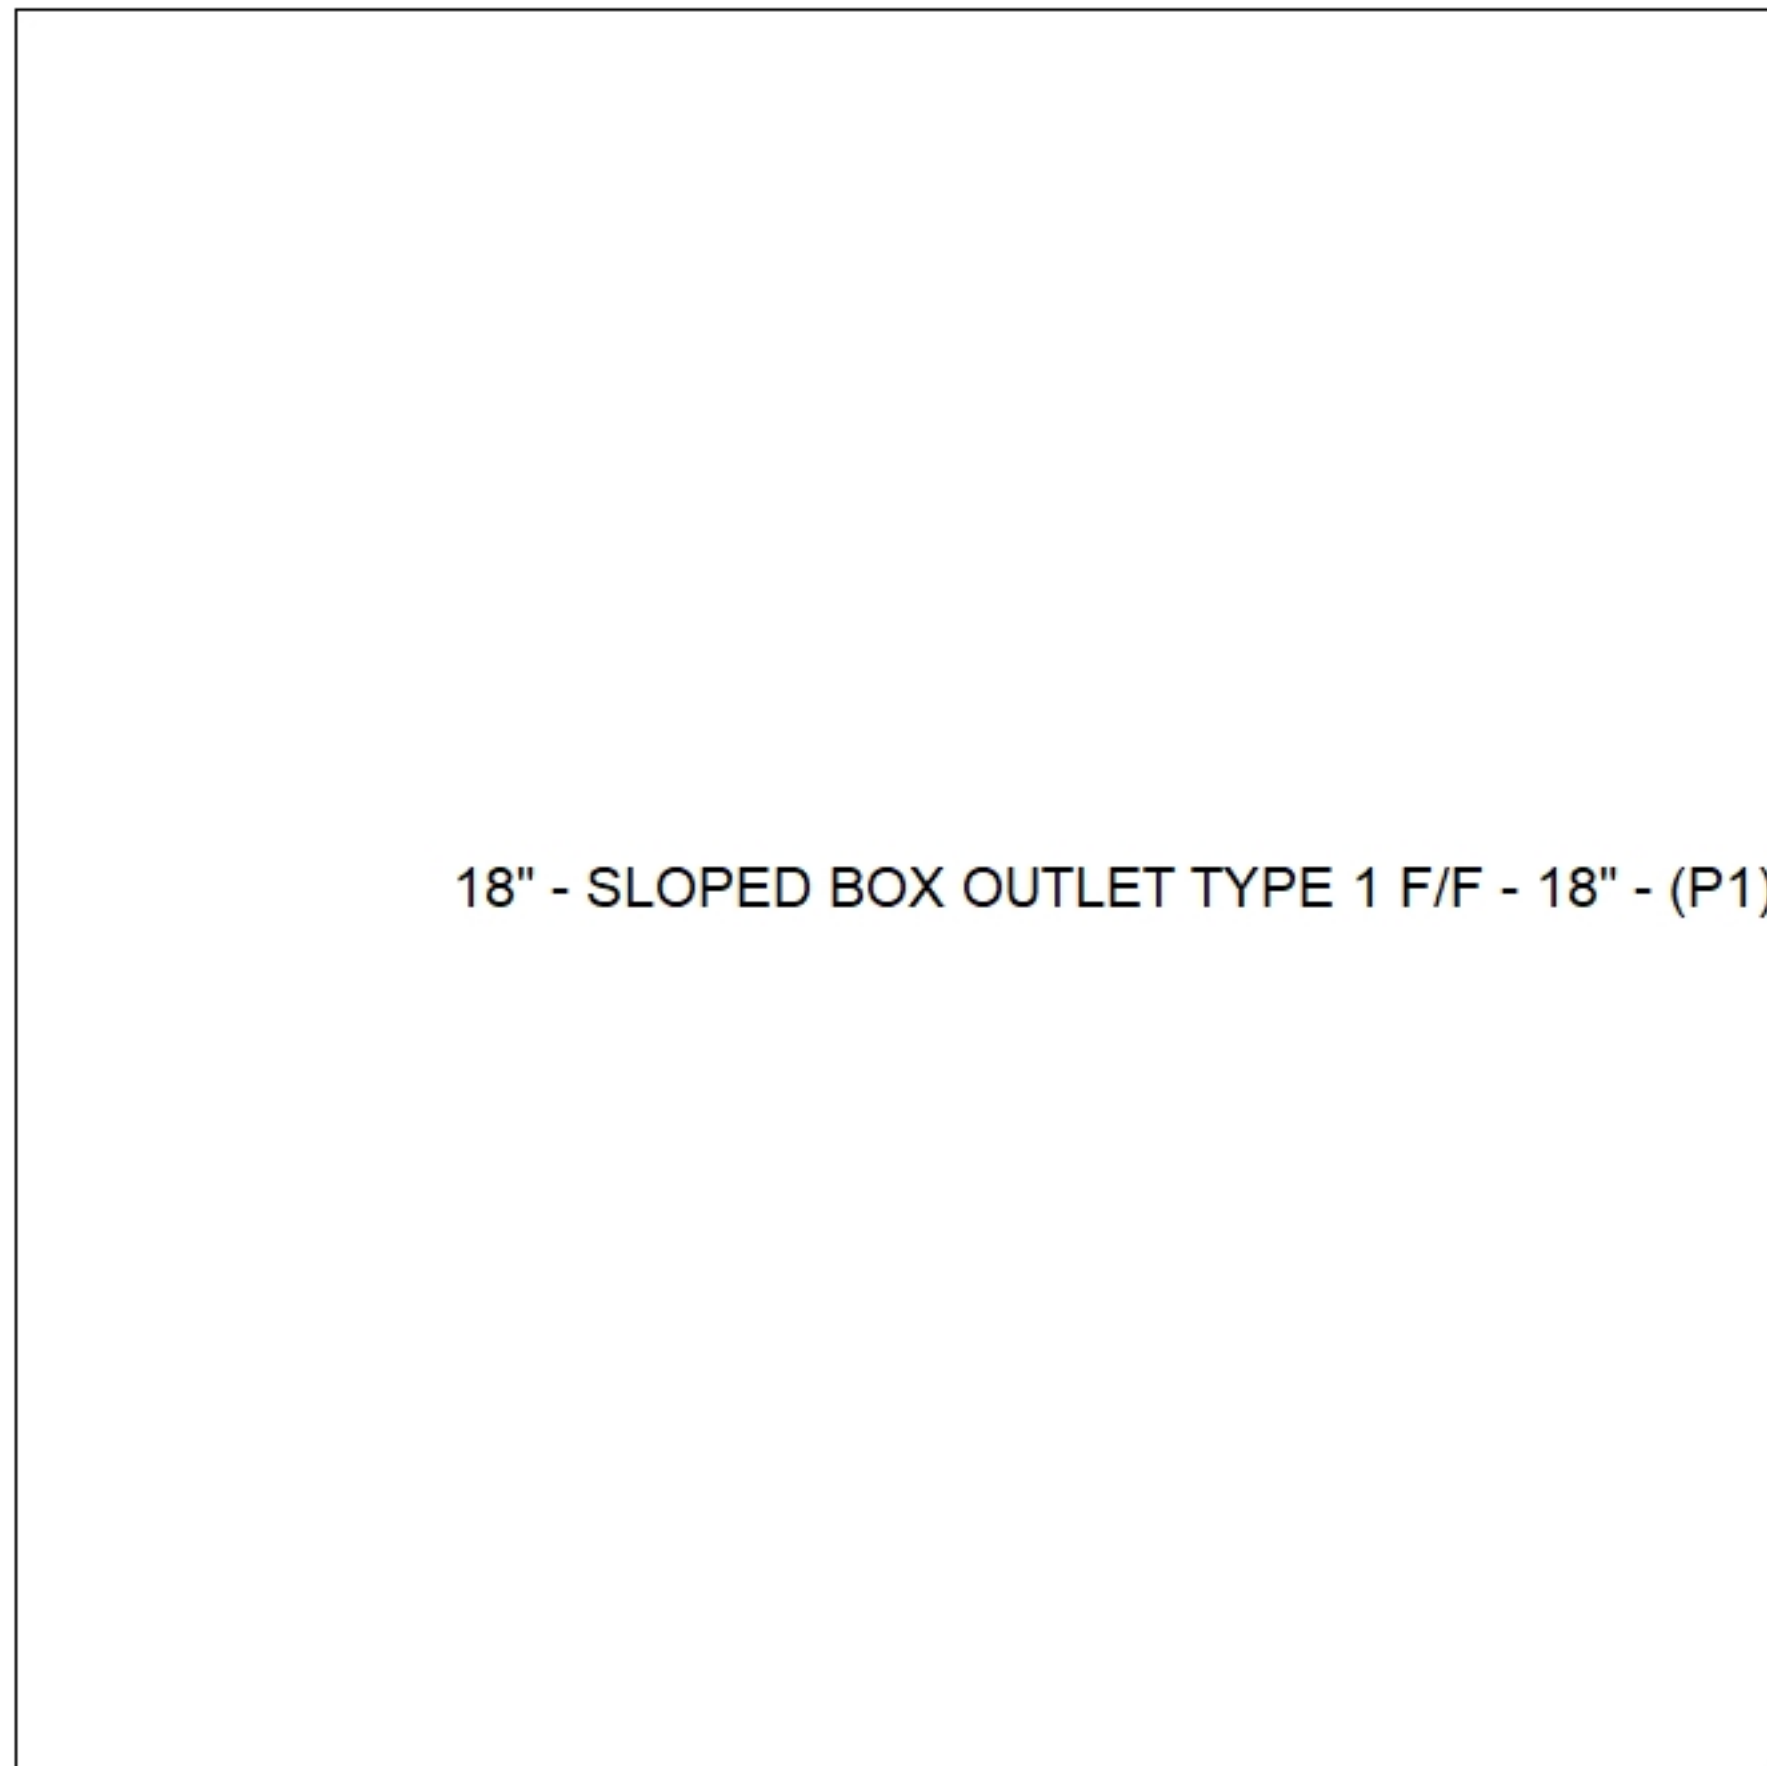 18" - SLOPED BOX OUTLET TYPE 1 F/F - 18" - (P1)